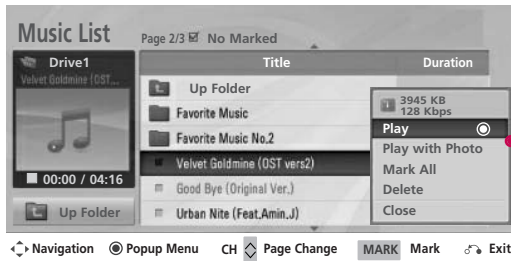 Music List
Page 2/3 No Marked
Drive1
Velvet Goldmine (OST...
00:00 / 04:16
Up Folder
Title Duration
Up Folder
Favorite Music
Favorite Music No.2
Velvet Goldmine (OST vers2)
Good Bye (Original Ver.)
Urban Nite (Feat.Amin.J)
3945 KB
128 Kbps
Play
Play with Photo
Mark All
Delete
Close
Navigation Popup Menu CH Page Change MARK Mark Exit